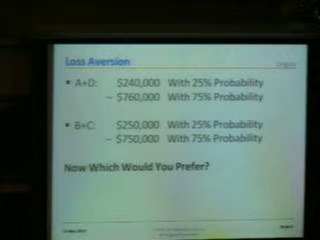 Loss Aversion
• A+D: $240,000 With 25% Probability
– $760,000 With 75% Probability
• B+C: $250,000 With 25% Probability
– $750,000 With 75% Probability
Now Which Would You Prefer?